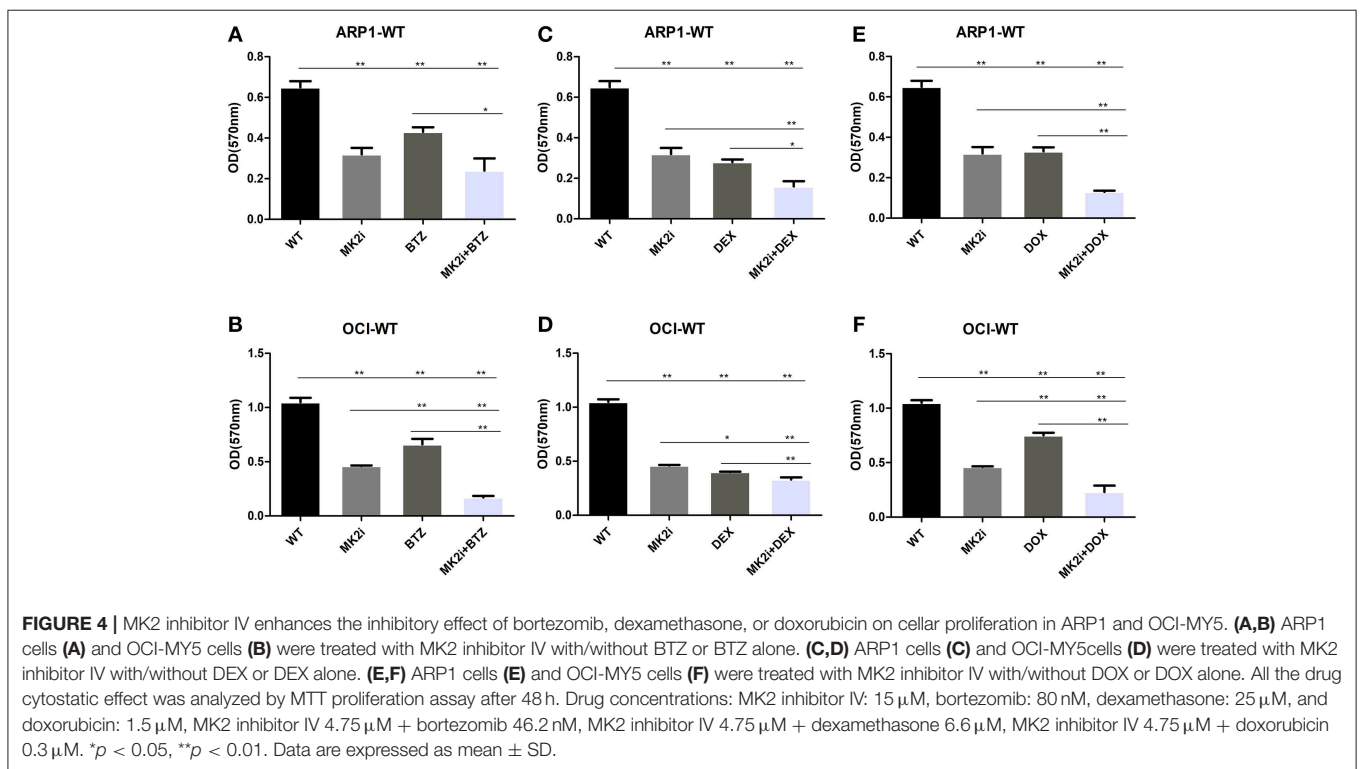 A
ARP1-WT
0.8
0.6
0.4
0.2
0.0
OD(570nm)
** ** **
*
WT
MK2i
BTZ
MK2i+BTZ
C
ARP1-WT
0.8
0.6
0.4
0.2
0.0
OD(570nm)
** ** **
**
*
WT
MK2i
DEX
MK2i+DEX
E
ARP1-WT
0.8
0.6
0.4
0.2
0.0
OD(570nm)
** ** **
**
**
WT
MK2i
DOX
MK2i+DOX
B
OCI-WT
1.5
1.0
0.5
0.0
OD(570nm)
** ** **
** **
**
WT
MK2i
BTZ
MK2i+BTZ
D
OCI-WT
1.5
1.0
0.5
0.0
OD(570nm)
** ** **
* **
**
WT
MK2i
DEX
MK2i+DEX
F
OCI-WT
1.5
1.0
0.5
0.0
OD(570nm)
** ** **
** **
**
WT
MK2i
DOX
MK2i+DOX
FIGURE 4 | MK2 inhibitor IV enhances the inhibitory effect of bortezomib, dexamethasone, or doxorubicin on cellar proliferation in ARP1 and OCI-MY5. (A,B) ARP1
cells (A) and OCI-MY5 cells (B) were treated with MK2 inhibitor IV with/without BTZ or BTZ alone. (C,D) ARP1 cells (C) and OCI-MY5cells (D) were treated with MK2
inhibitor IV with/without DEX or DEX alone. (E,F) ARP1 cells (E) and OCI-MY5 cells (F) were treated with MK2 inhibitor IV with/without DOX or DOX alone. All the drug
cytostatic effect was analyzed by MTT proliferation assay after 48 h. Drug concentrations: MK2 inhibitor IV: 15 μM, bortezomib: 80 nM, dexamethasone: 25 μM, and
doxorubicin: 1.5 μM, MK2 inhibitor IV 4.75 μM + bortezomib 46.2 nM, MK2 inhibitor IV 4.75 μM + dexamethasone 6.6 μM, MK2 inhibitor IV 4.75 μM + doxorubicin
0.3 μM. *p < 0.05, **p < 0.01. Data are expressed as mean ± SD.